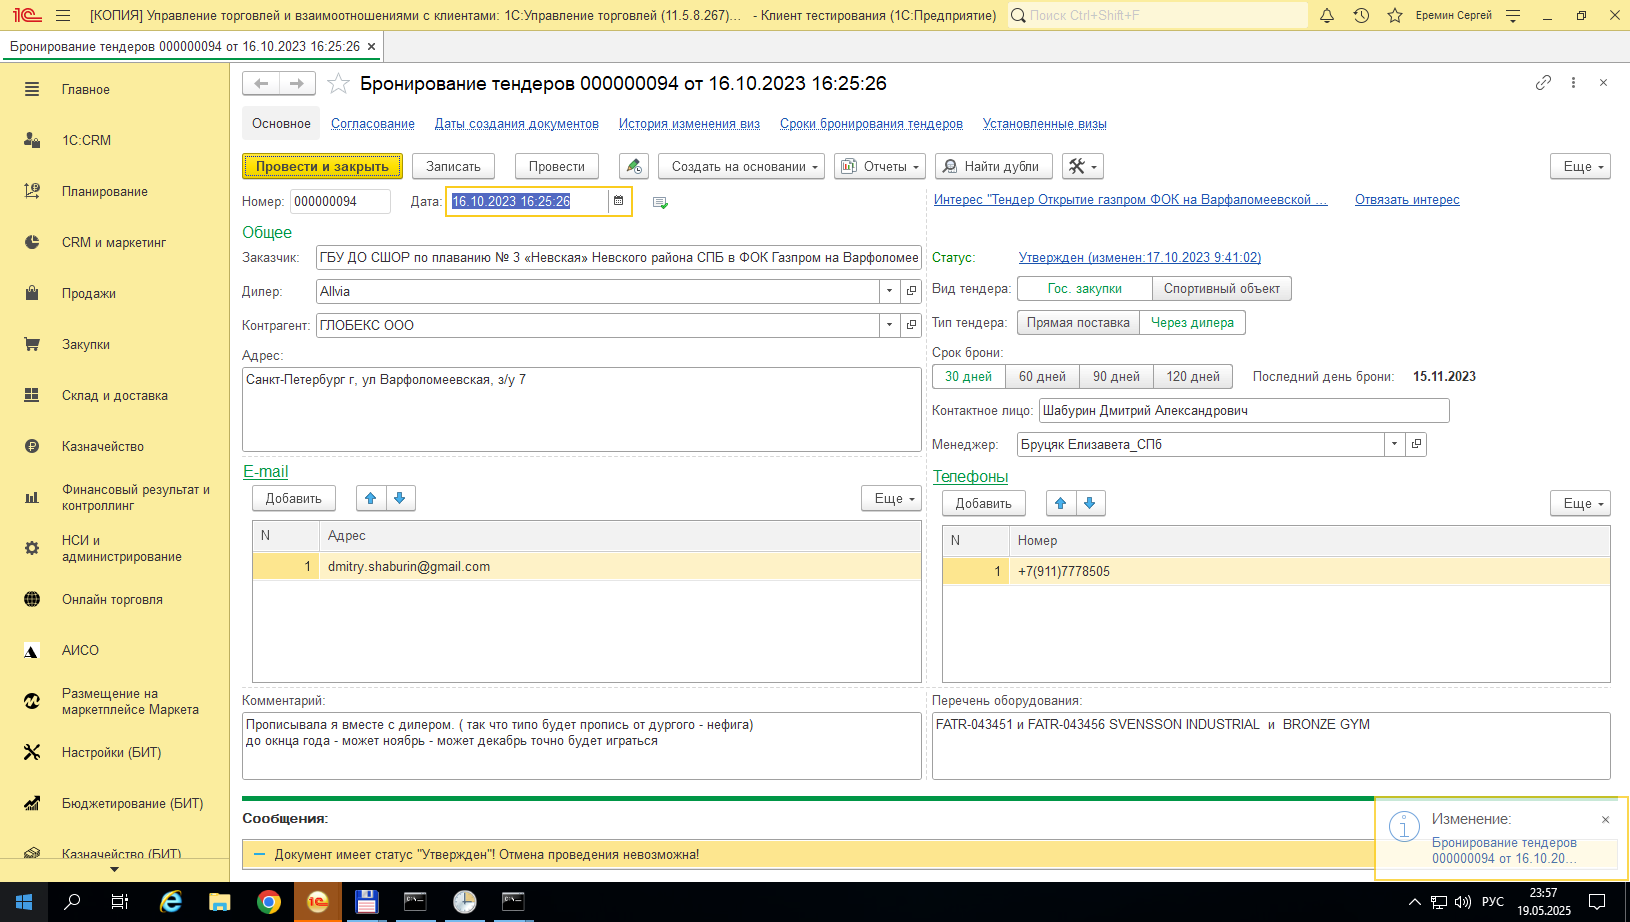 [КОПИЯ] Управление торговлей и взаимоотношениями с клиентами: 1С:Управление торговлей (11.5.8.267)... - Клиент тестирования (1С:Предприятие)
Поиск Ctrl+Shift+F
Еремин Сергей
Бронирование тендеров 000000094 от 16.10.2023 16:25:26
Главное
1С:CRM
Планирование
CRM и маркетинг
Продажи
Закупки
Склад и доставка
Казначейство
Финансовый результат и
контроллинг
НСИ и
администрирование
Онлайн торговля
АИСО
Размещение на
маркетплейсе Маркета
Настройки (БИТ)
Бюджетирование (БИТ)
Казначейство (БИТ)
Бронирование тендеров 000000094 от 16.10.2023 16:25:26
Основное Согласование Даты создания документов История изменения виз Сроки бронирования тендеров Установленные визы
Провести и закрыть Записать Провести Создать на основании Отчеты Найти дубли Еще
Номер: 000000094 Дата: 16.10.2023 16:25:26
Интерес "Тендер Открытие газпром ФОК на Варфаломеевской ... Отвязать интерес
Общее
Заказчик: ГБУ ДО СШОР по плаванию № 3 «Невская» Невского района СПБ в ФОК Газпром на Варфоломее
Дилер: Allvia
Контрагент: ГЛОБЕКС ООО
Адрес:
Санкт-Петербург г, ул Варфоломеевская, з/у 7
Статус: Утвержден (изменен:17.10.2023 9:41:02)
Вид тендера: Гос. закупки Спортивный объект
Тип тендера: Прямая поставка Через дилера
Срок брони:
30 дней 60 дней 90 дней 120 дней Последний день брони: 15.11.2023
Контактное лицо: Шабурин Дмитрий Александрович
Менеджер: Бруцяк Елизавета_СПб
E-mail
Добавить Еще
N Адрес
1 dmitry.shaburin@gmail.com
Телефоны
Добавить Еще
N Номер
1 +7(911)7778505
Комментарий:
Прописывала я вместе с дилером. ( так что типо будет пропись от дургого - нефига)
до окнца года - может ноябрь - может декабрь точно будет играться
Перечень оборудования:
FATR-043451 и FATR-043456 SVENSSON INDUSTRIAL и BRONZE GYM
Сообщения:
Документ имеет статус "Утвержден"! Отмена проведения невозможна!
Изменение:
Бронирование тендеров
000000094 от 16.10.20...
РУС
23:57
19.05.2025